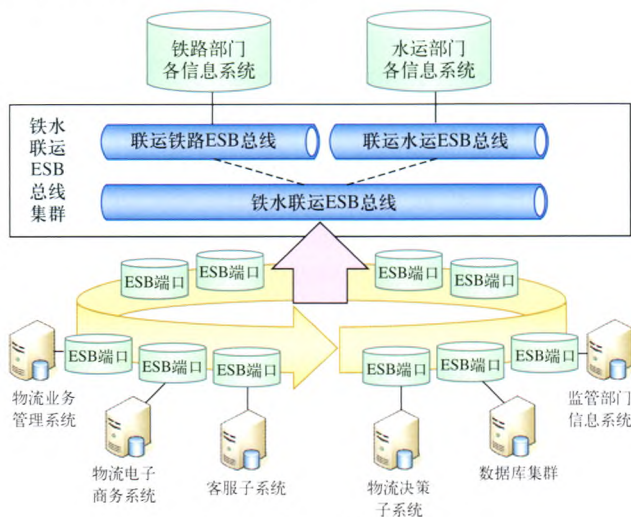 铁路部门
各信息系统
水运部门
各信息系统
铁水
联运
ESB
总线
集群
联运铁路ESB总线
联运水运ESB总线
铁水联运ESB总线
ESB端口
ESB端口
ESB端口
ESB端口
ESB端口
ESB端口
ESB端口
ESB端口
ESB端口
ESB端口
物流业务
管理系统
物流电子
商务系统
客服子系统
物流决策
子系统
数据库集群
监管部门
信息系统